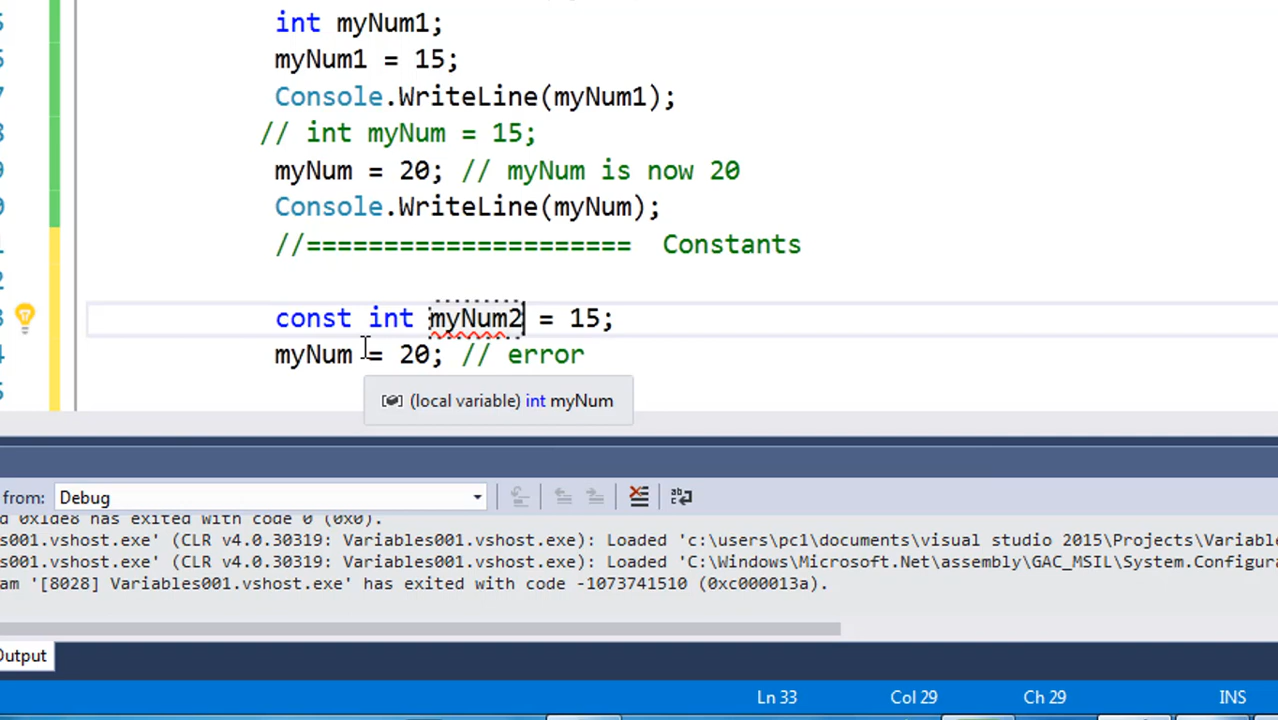 int myNum1;
myNum1 = 15;
Console.WriteLine(myNum1);
// int myNum = 15;
myNum = 20; // myNum is now 20
Console.WriteLine(myNum);
//===================== Constants
const int myNum2 = 15;
myNum = 20; // error
(local variable) int myNum
from: Debug
d 0x1de8 has exited with code 0 (0x0).
s001.vshost.exe' (CLR v4.0.30319: Variables001.vshost.exe): Loaded 'c:\users\pc1\documents\visual studio 2015\Projects\Variabl
s001.vshost.exe' (CLR v4.0.30319: Variables001.vshost.exe): Loaded 'C:\Windows\Microsoft.Net\assembly\GAC_MSIL\System.Configura
am '[8028] Variables001.vshost.exe' has exited with code -1073741510 (0xc000013a).
Output
Ln 33 Col 29 Ch 29 INS